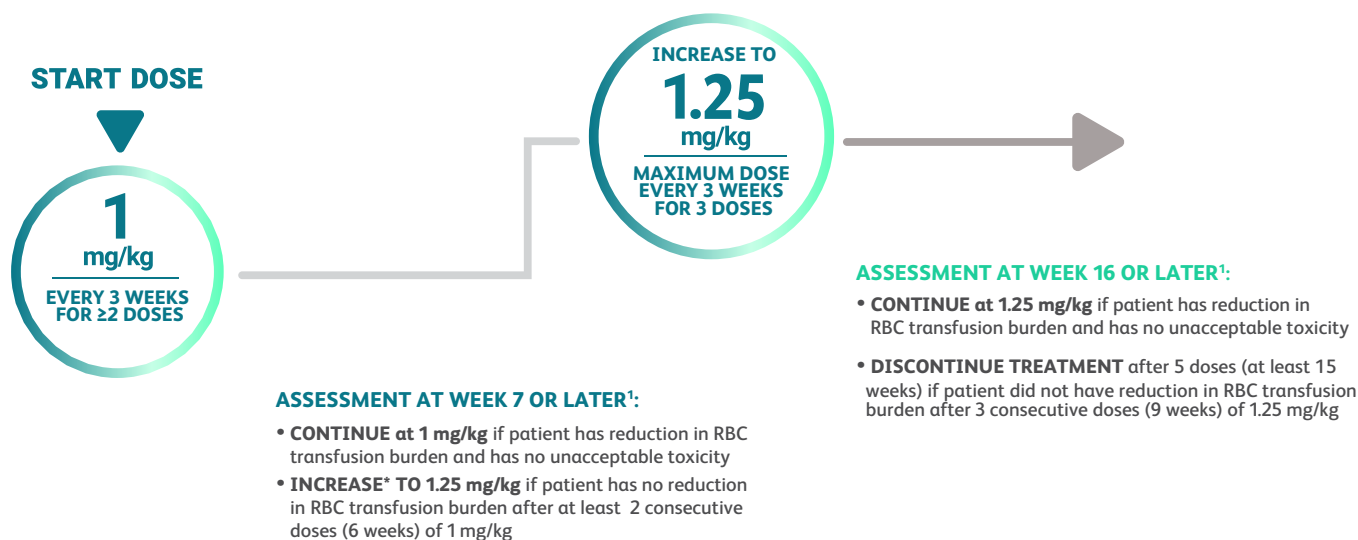 START DOSE
1
mg/kg
EVERY 3 WEEKS
FOR ≥2 DOSES
INCREASE TO
1.25
mg/kg
MAXIMUM DOSE
EVERY 3 WEEKS
FOR 3 DOSES
ASSESSMENT AT WEEK 7 OR LATER¹:
• CONTINUE at 1 mg/kg if patient has reduction in RBC
transfusion burden and has no unacceptable toxicity
• INCREASE* TO 1.25 mg/kg if patient has no reduction
in RBC transfusion burden after at least 2 consecutive
doses (6 weeks) of 1 mg/kg
ASSESSMENT AT WEEK 16 OR LATER¹:
• CONTINUE at 1.25 mg/kg if patient has reduction in
RBC transfusion burden and has no unacceptable toxicity
• DISCONTINUE TREATMENT after 5 doses (at least 15
weeks) if patient did not have reduction in RBC transfusion
burden after 3 consecutive doses (9 weeks) of 1.25 mg/kg